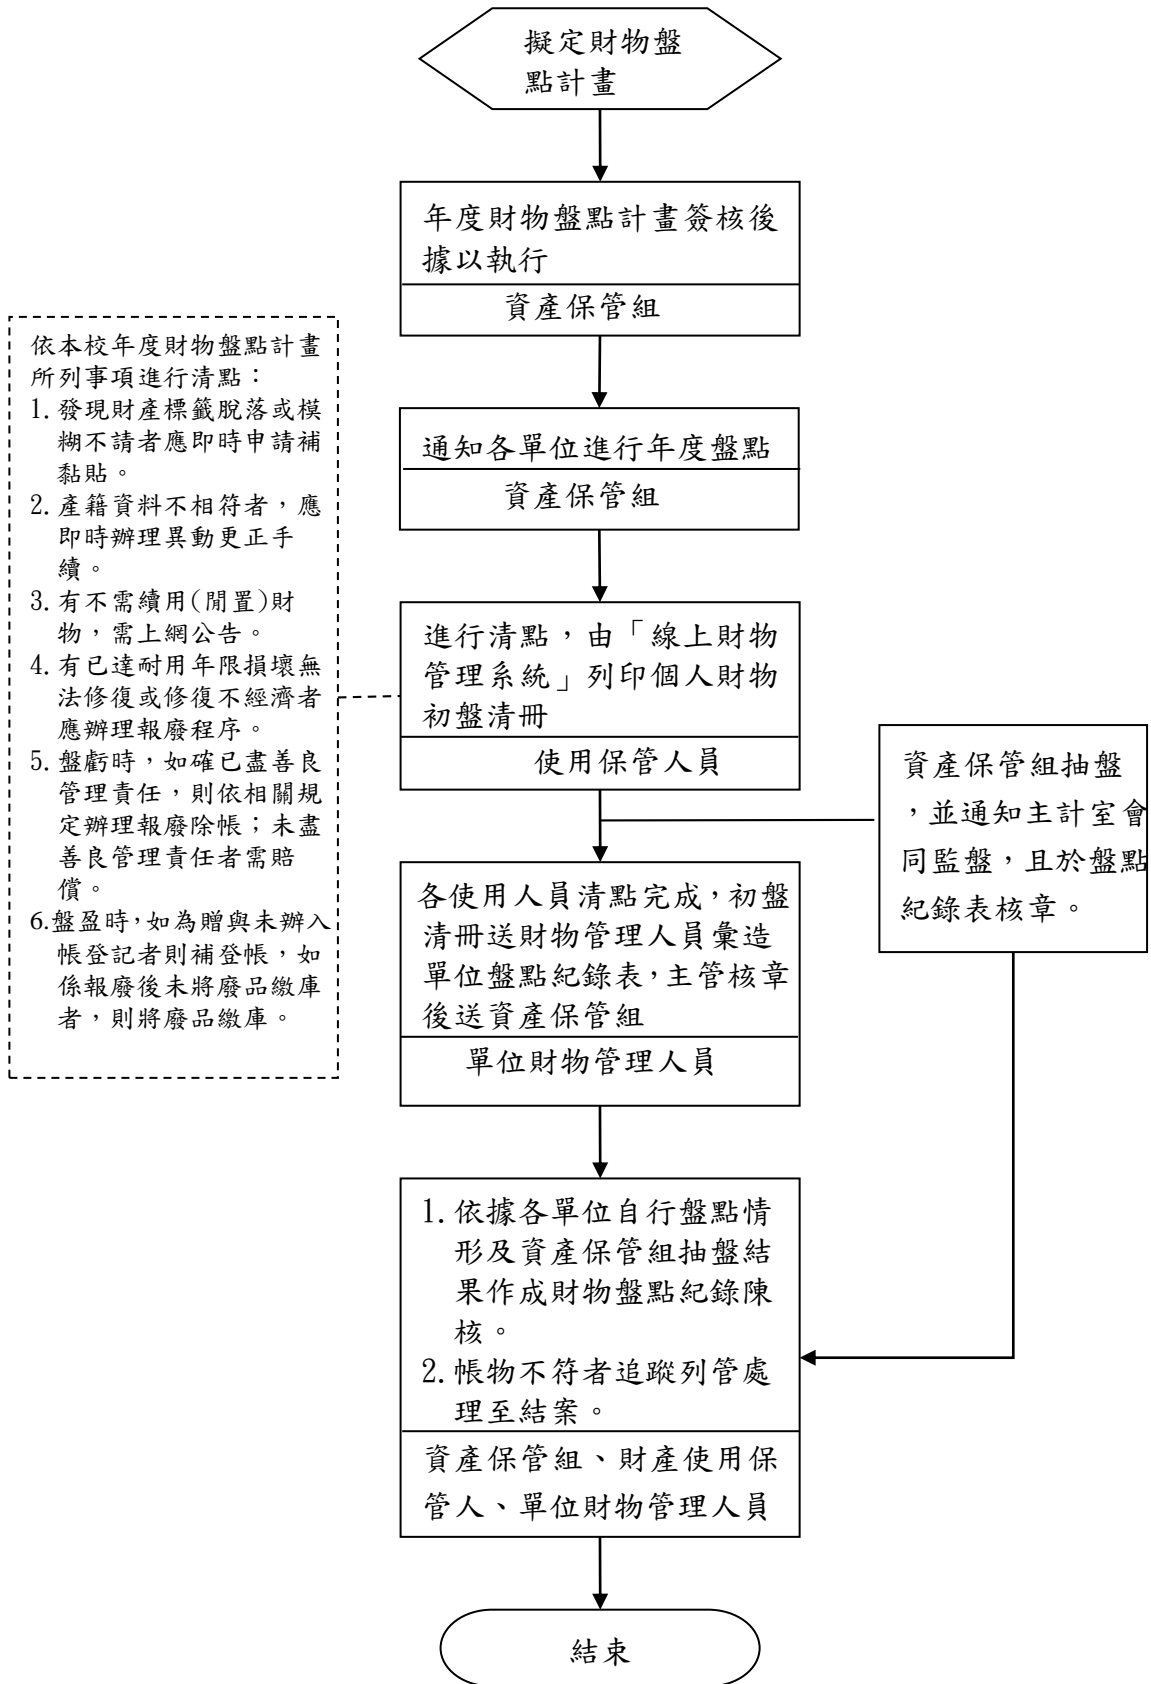 擬定財物盤
點計畫
年度財物盤點計畫簽核後
據以執行
資產保管組
通知各單位進行年度盤點
資產保管組
依本校年度財物盤點計畫
所列事項進行清點：
1.發現財產標籤脫落或模
糊不請者應即時申請補
黏貼。
2.產籍資料不相符者，應
即時辦理異動更正手
續。
3.有不需續用(閒置)財
物，需上網公告。
4.有已達耐用年限損壞無
法修復或修復不經濟者
應辦理報廢程序。
5.盤虧時，如確已盡善良
管理責任，則依相關規
定辦理報廢除帳；未盡
善良管理責任者需賠
償。
6.盤盈時，如為贈與未辦入
帳登記者則補登帳，如
係報廢後未將廢品繳庫
者，則將廢品繳庫。
進行清點，由「線上財物
管理系統」列印個人財物
初盤清冊
使用保管人員
資產保管組抽盤
，並通知主計室會
同監盤，且於盤點
紀錄表核章。
各使用人員清點完成，初盤
清冊送財物管理人員彙造
單位盤點紀錄表，主管核章
後送資產保管組
單位財物管理人員
1.依據各單位自行盤點情
形及資產保管組抽盤結
果作成財物盤點紀錄陳
核。
2.帳物不符者追蹤列管處
理至結案。
資產保管組、財產使用保
管人、單位財物管理人員
結束